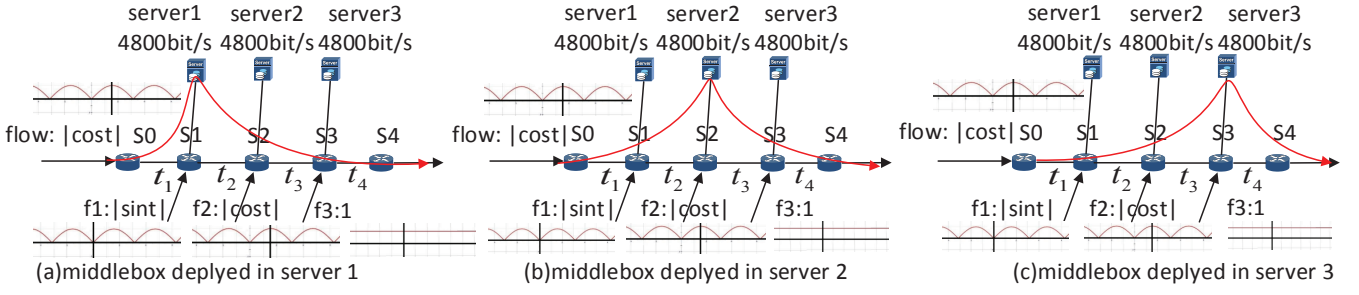 server1 server2 server3
4800bit/s 4800bit/s 4800bit/s
Server
flow: |cost| S0 S1 S2 S3 S4
t1 t2 t3 t4
f1:|sint| f2:|cost| f3:1
(a)middlebox deplyed in server 1
server1 server2 server3
4800bit/s 4800bit/s 4800bit/s
Server
flow: |cost| S0 S1 S2 S3 S4
t1 t2 t3 t4
f1:|sint| f2:|cost| f3:1
(b)middlebox deplyed in server 2
server1 server2 server3
4800bit/s 4800bit/s 4800bit/s
Server
flow: |cost| S0 S1 S2 S3 S4
t1 t2 t3 t4
f1:|sint| f2:|cost| f3:1
(c)middlebox deplyed in server 3